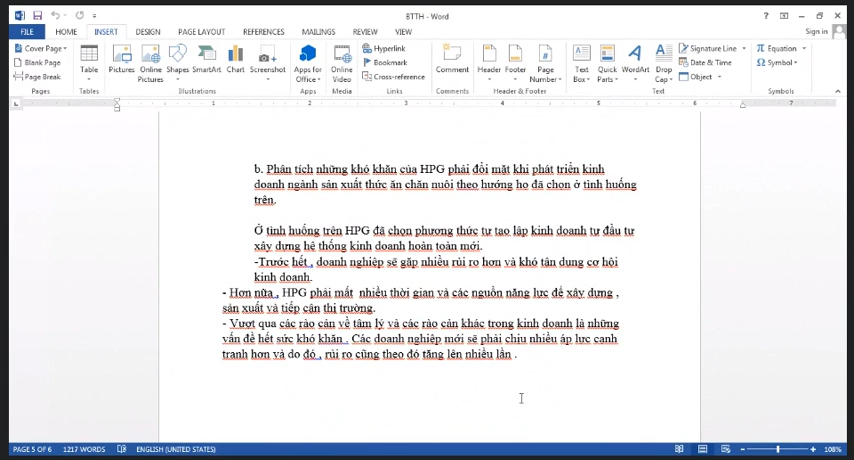 BTTH - Word
Sign in
FILE HOME INSERT DESIGN PAGE LAYOUT REFERENCES MAILINGS REVIEW VIEW
Cover Page
Blank Page
Page Break
Pages
Table
Tables
Pictures
Online Pictures
Shapes
SmartArt
Chart
Screenshot
Illustrations
Apps for Office
Apps
Online Video
Media
Hyperlink
Bookmark
Cross-reference
Links
Comment
Comments
Header
Footer
Page Number
Header & Footer
Text Box
Quick Parts
WordArt
Drop Cap
Signature Line
Date & Time
Object
Text
Equation
Symbol
Symbols
1 2 3 4 5 6 7
b. Phân tích những khó khăn của HPG phải đối mặt khi phát triển kinh
doanh ngành sản xuất thức ăn chăn nuôi theo hướng họ đã chọn ở tình huống
trên.
Ở tình huống trên HPG đã chọn phương thức tự tạo lập kinh doanh tự đầu tư
xây dựng hệ thống kinh doanh hoàn toàn mới.
-Trước hết , doanh nghiệp sẽ gặp nhiều rủi ro hơn và khó tận dụng cơ hội
kinh doanh.
- Hơn nữa , HPG phải mất nhiều thời gian và các nguồn năng lực để xây dựng ,
sản xuất và tiếp cận thị trường.
- Vượt qua các rào cản về tâm lý và các rào cản khác trong kinh doanh là những
vấn đề hết sức khó khăn . Các doanh nghiệp mới sẽ phải chịu nhiều áp lực cạnh
tranh hơn và do đó , rủi ro cũng theo đó tăng lên nhiều lần .
PAGE 5 OF 6 1217 WORDS ENGLISH (UNITED STATES) 108%